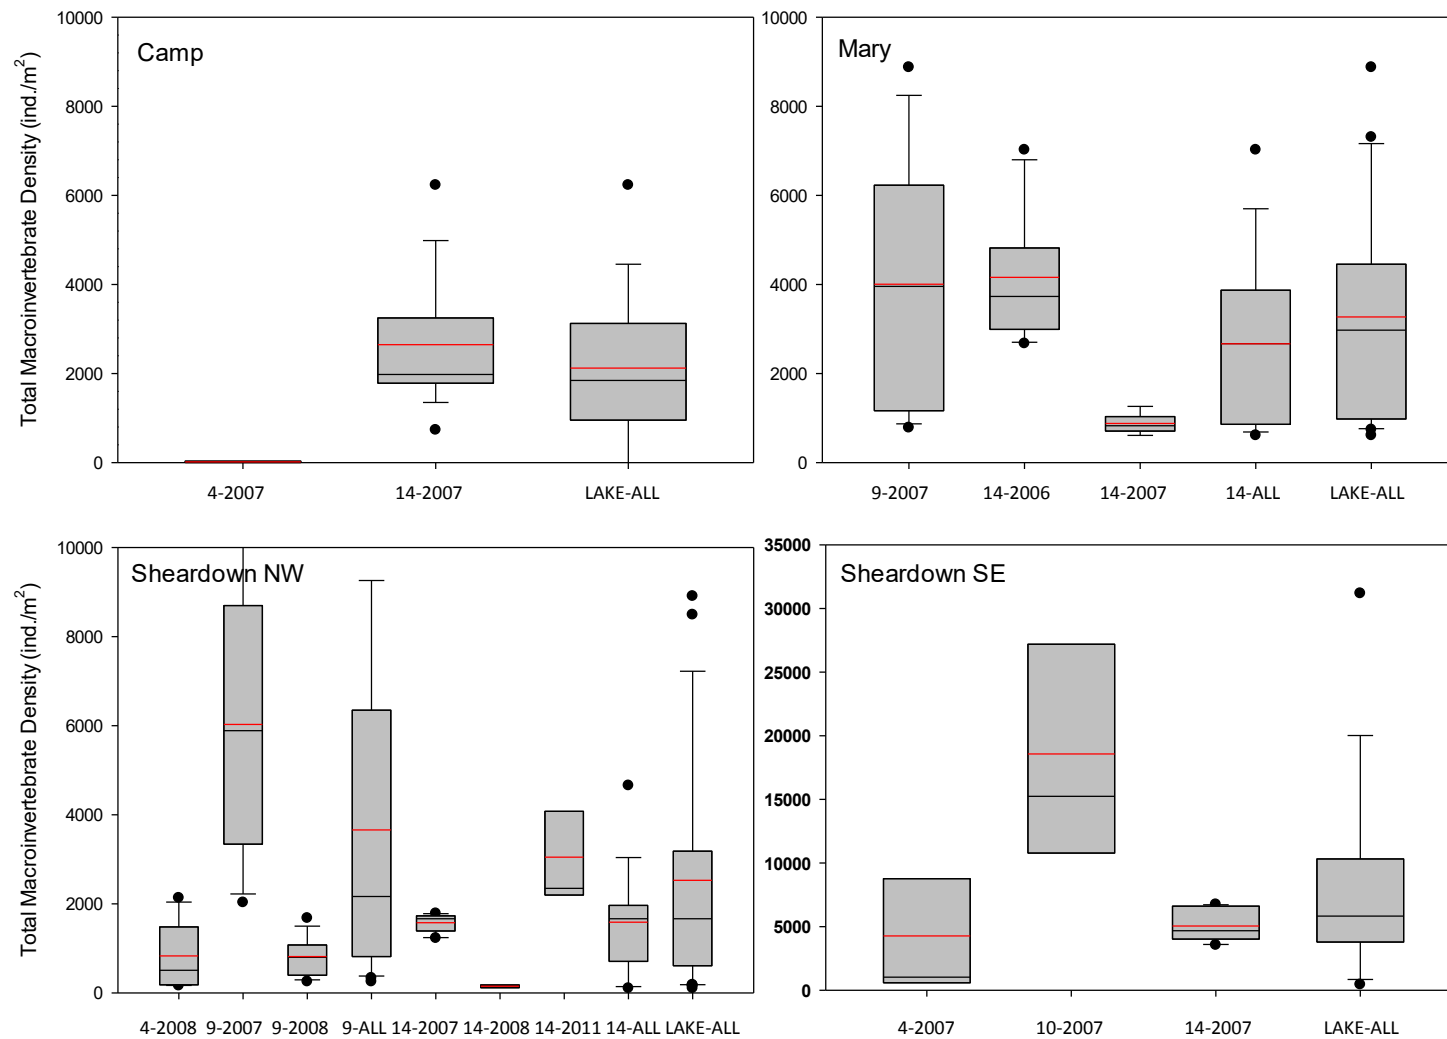 Total Macroinvertebrate Density (ind./m²)
10000
8000
6000
4000
2000
0
Camp
4-2007 14-2007 LAKE-ALL
10000
8000
6000
4000
2000
0
Mary
9-2007 14-2006 14-2007 14-ALL LAKE-ALL
Total Macroinvertebrate Density (ind./m²)
10000
8000
6000
4000
2000
0
Sheardown NW
4-2008 9-2007 9-2008 9-ALL 14-2007 14-2008 14-2011 14-ALL LAKE-ALL
35000
30000
25000
20000
15000
10000
5000
0
Sheardown SE
4-2007 10-2007 14-2007 LAKE-ALL